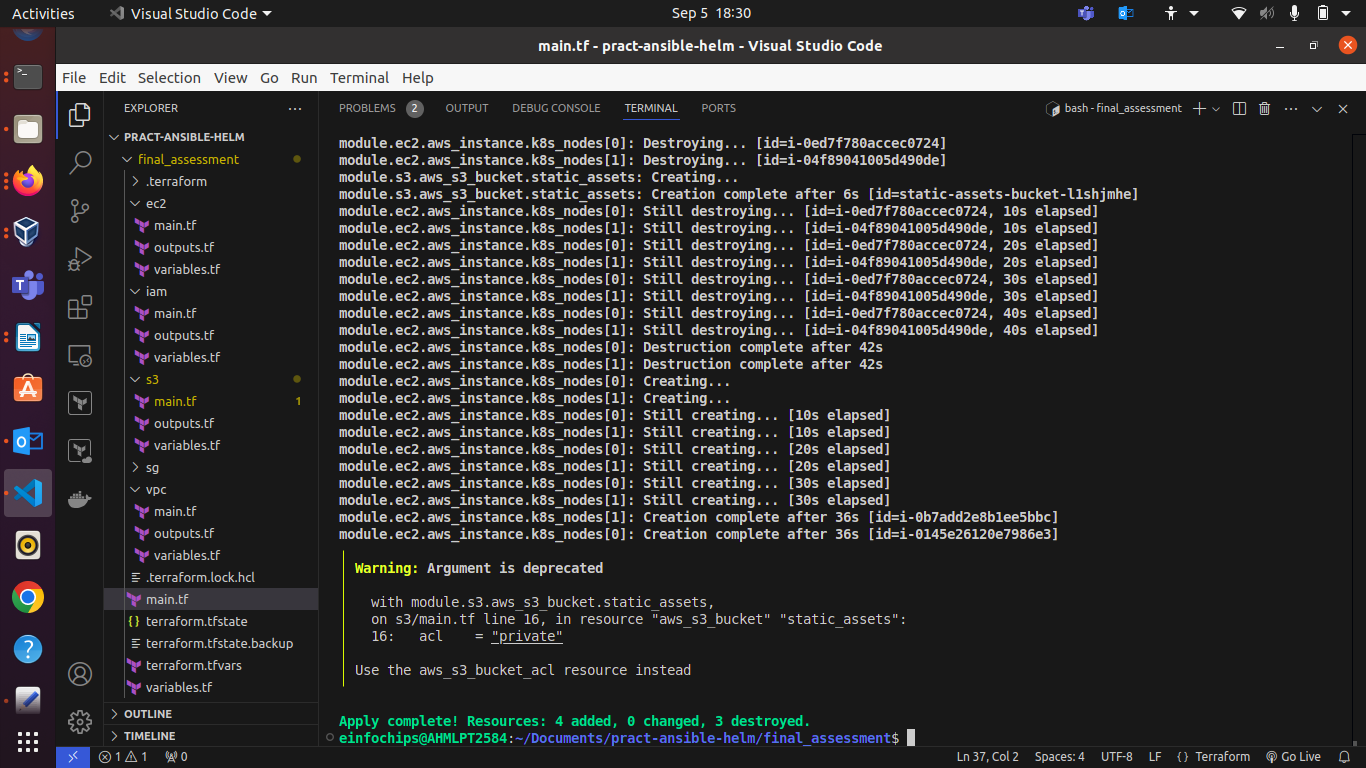 Activities
Visual Studio Code
Sep 5 18:30
main.tf - pract-ansible-helm - Visual Studio Code
File Edit Selection View Go Run Terminal Help
EXPLORER
PRACT-ANSIBLE-HELM
final_assessment
.terraform
ec2
main.tf
outputs.tf
variables.tf
iam
main.tf
outputs.tf
variables.tf
s3
main.tf 1
outputs.tf
variables.tf
sg
vpc
main.tf
outputs.tf
variables.tf
.terraform.lock.hcl
main.tf
terraform.tfstate
terraform.tfstate.backup
terraform.tfvars
variables.tf
OUTLINE
TIMELINE
PROBLEMS 2 OUTPUT DEBUG CONSOLE TERMINAL PORTS
bash - final_assessment
module.ec2.aws_instance.k8s_nodes[0]: Destroying... [id=i-0ed7f780accec0724]
module.ec2.aws_instance.k8s_nodes[1]: Destroying... [id=i-04f89041005d490de]
module.s3.aws_s3_bucket.static_assets: Creating...
module.s3.aws_s3_bucket.static_assets: Creation complete after 6s [id=static-assets-bucket-l1shjmhe]
module.ec2.aws_instance.k8s_nodes[0]: Still destroying... [id=i-0ed7f780accec0724, 10s elapsed]
module.ec2.aws_instance.k8s_nodes[1]: Still destroying... [id=i-04f89041005d490de, 10s elapsed]
module.ec2.aws_instance.k8s_nodes[0]: Still destroying... [id=i-0ed7f780accec0724, 20s elapsed]
module.ec2.aws_instance.k8s_nodes[1]: Still destroying... [id=i-04f89041005d490de, 20s elapsed]
module.ec2.aws_instance.k8s_nodes[0]: Still destroying... [id=i-0ed7f780accec0724, 30s elapsed]
module.ec2.aws_instance.k8s_nodes[1]: Still destroying... [id=i-04f89041005d490de, 30s elapsed]
module.ec2.aws_instance.k8s_nodes[0]: Still destroying... [id=i-0ed7f780accec0724, 40s elapsed]
module.ec2.aws_instance.k8s_nodes[1]: Still destroying... [id=i-04f89041005d490de, 40s elapsed]
module.ec2.aws_instance.k8s_nodes[0]: Destruction complete after 42s
module.ec2.aws_instance.k8s_nodes[1]: Destruction complete after 42s
module.ec2.aws_instance.k8s_nodes[0]: Creating...
module.ec2.aws_instance.k8s_nodes[1]: Creating...
module.ec2.aws_instance.k8s_nodes[0]: Still creating... [10s elapsed]
module.ec2.aws_instance.k8s_nodes[1]: Still creating... [10s elapsed]
module.ec2.aws_instance.k8s_nodes[0]: Still creating... [20s elapsed]
module.ec2.aws_instance.k8s_nodes[1]: Still creating... [20s elapsed]
module.ec2.aws_instance.k8s_nodes[0]: Still creating... [30s elapsed]
module.ec2.aws_instance.k8s_nodes[1]: Still creating... [30s elapsed]
module.ec2.aws_instance.k8s_nodes[1]: Creation complete after 36s [id=i-0b7add2e8b1ee5bbc]
module.ec2.aws_instance.k8s_nodes[0]: Creation complete after 36s [id=i-0145e26120e7986e3]
Warning: Argument is deprecated
with module.s3.aws_s3_bucket.static_assets,
on s3/main.tf line 16, in resource "aws_s3_bucket" "static_assets":
16: acl = "private"
Use the aws_s3_bucket_acl resource instead
Apply complete! Resources: 4 added, 0 changed, 3 destroyed.
einfochips@AHMLPT2584:~/Documents/pract-ansible-helm/final_assessment$
1 1 0
Ln 37, Col 2 Spaces: 4 UTF-8 LF {} Terraform Go Live